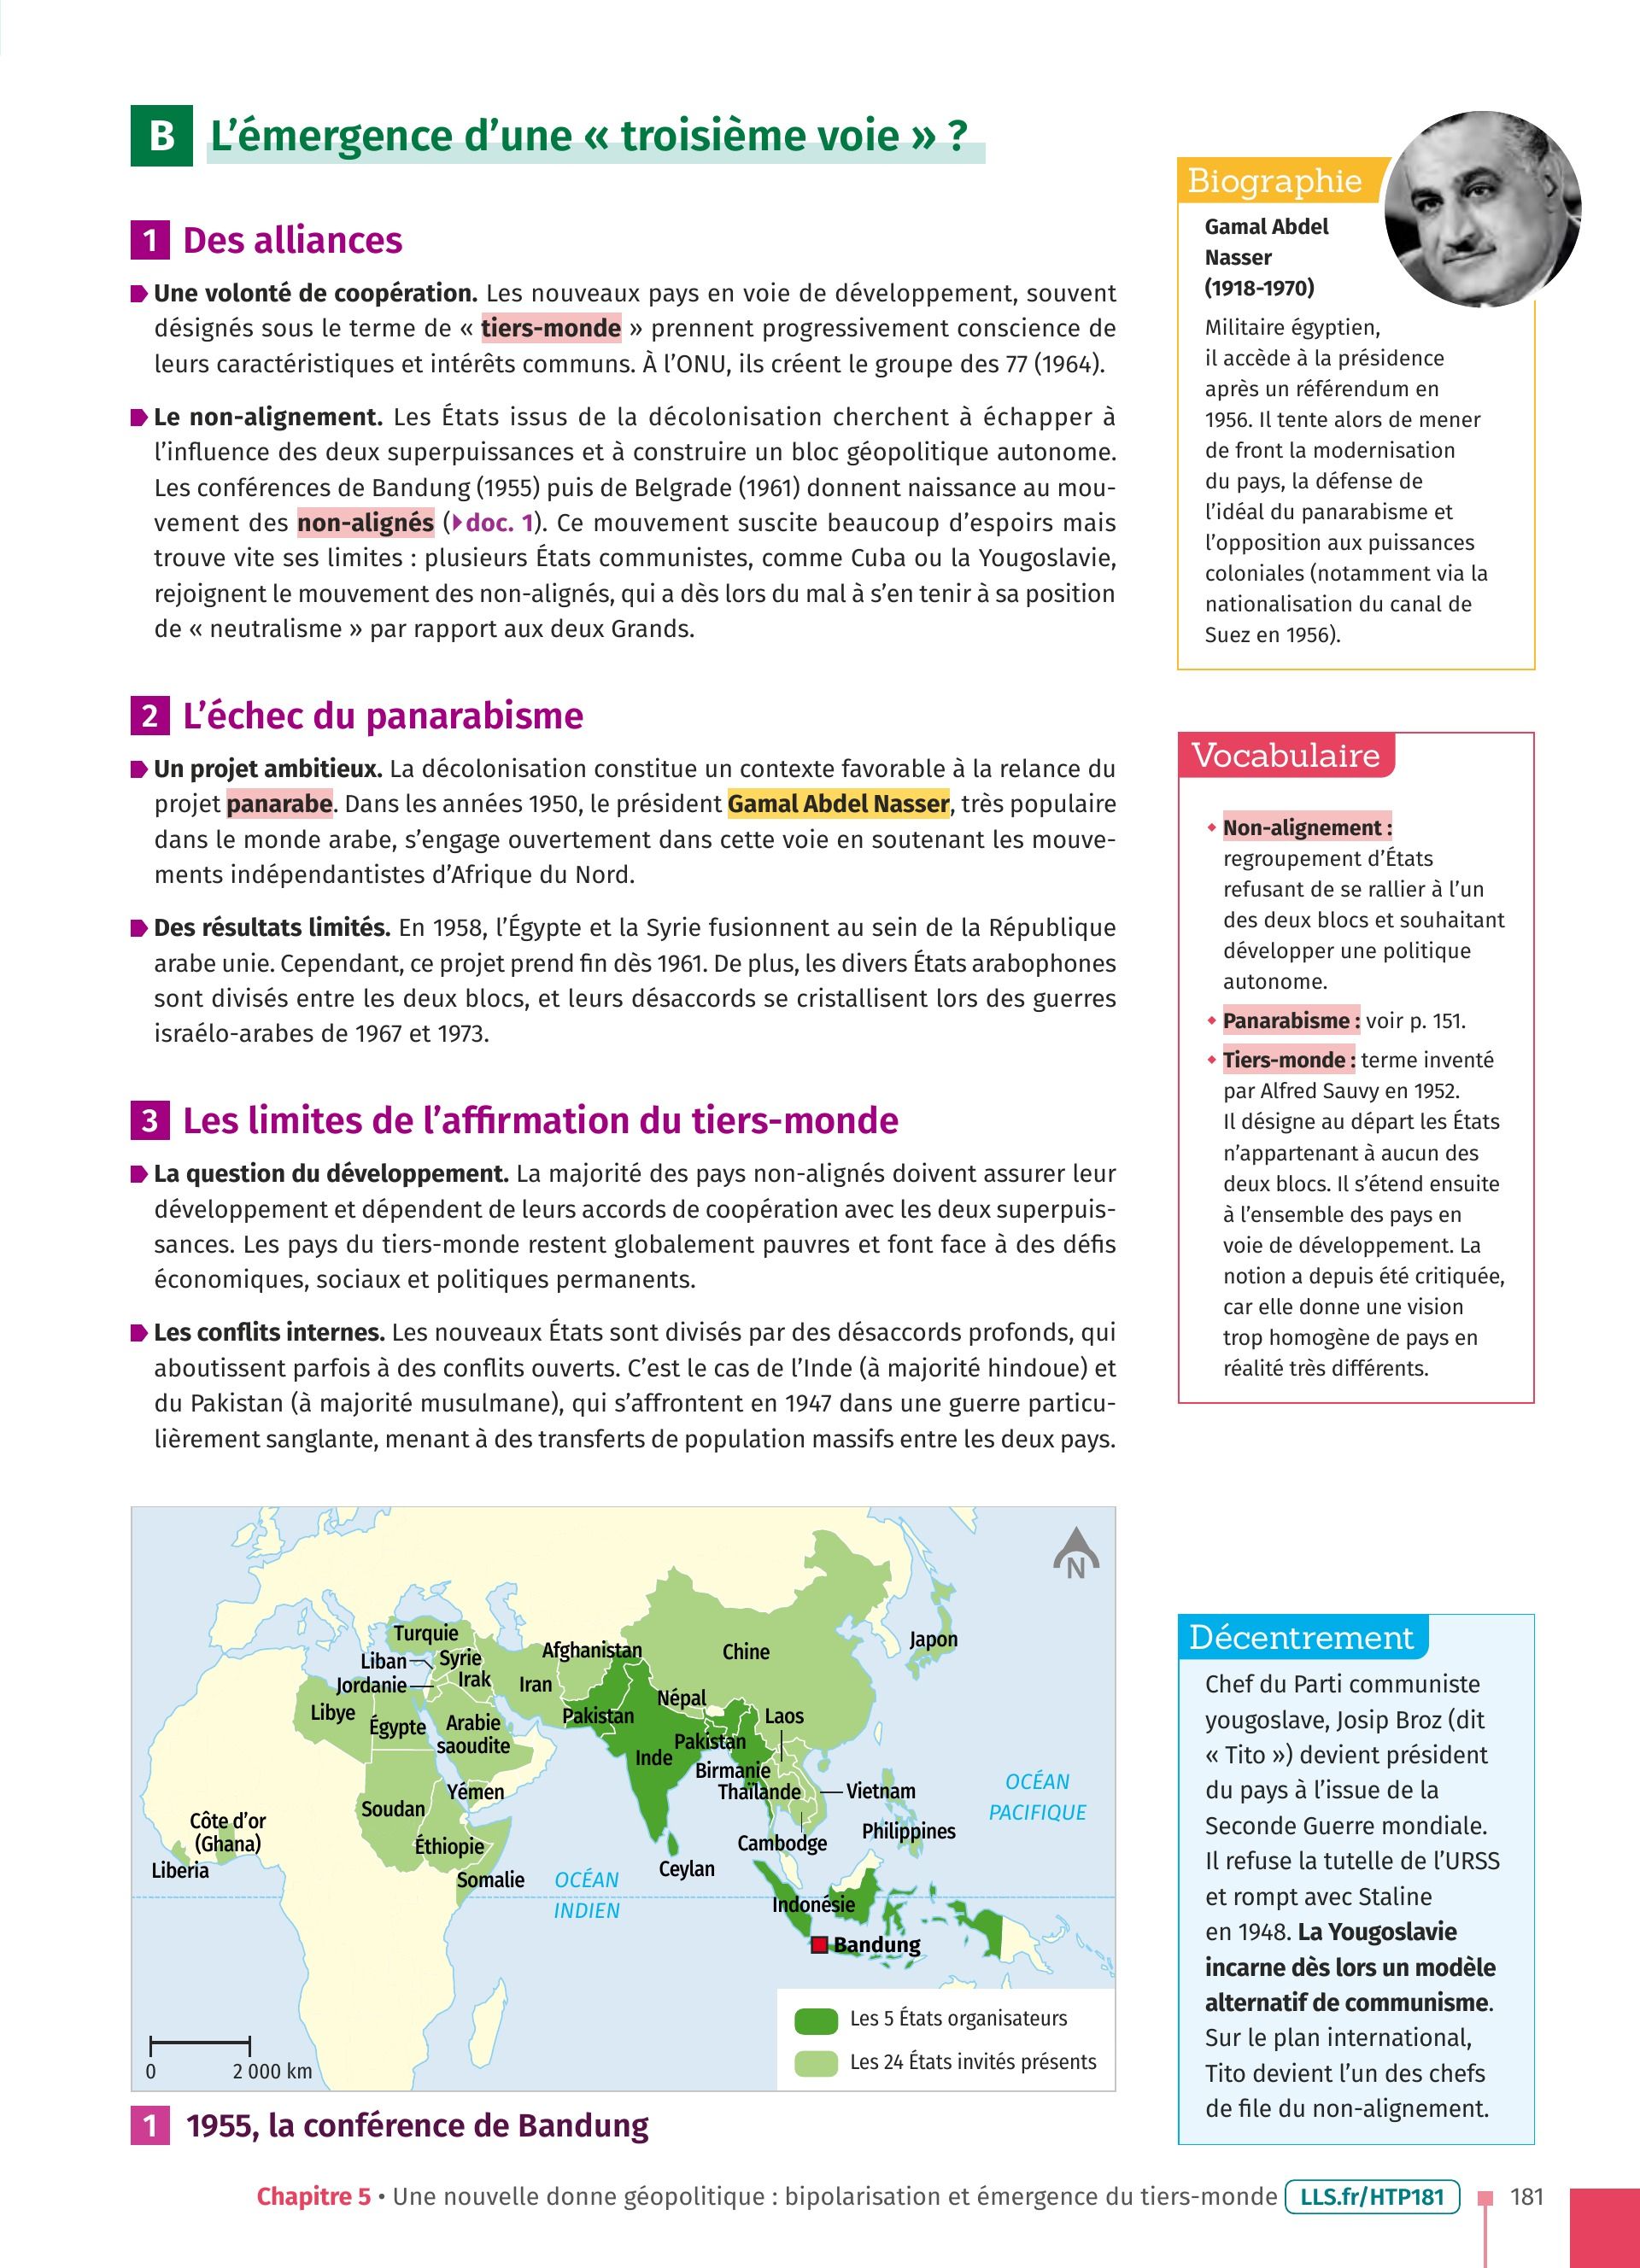 B L’émergence d’une « troisième voie » ?
1 Des alliances
Une volonté de coopération. Les nouveaux pays en voie de développement, souvent
désignés sous le terme de « tiers-monde » prennent progressivement conscience de
leurs caractéristiques et intérêts communs. À l’ONU, ils créent le groupe des 77 (1964).
Le non-alignement. Les États issus de la décolonisation cherchent à échapper à
l’influence des deux superpuissances et à construire un bloc géopolitique autonome.
Les conférences de Bandung (1955) puis de Belgrade (1961) donnent naissance au mou-
vement des non-alignés (doc. 1). Ce mouvement suscite beaucoup d’espoirs mais
trouve vite ses limites : plusieurs États communistes, comme Cuba ou la Yougoslavie,
rejoignent le mouvement des non-alignés, qui a dès lors du mal à s’en tenir à sa position
de « neutralisme » par rapport aux deux Grands.
2 L’échec du panarabisme
Un projet ambitieux. La décolonisation constitue un contexte favorable à la relance du
projet panarabe. Dans les années 1950, le président Gamal Abdel Nasser, très populaire
dans le monde arabe, s’engage ouvertement dans cette voie en soutenant les mouve-
ments indépendantistes d’Afrique du Nord.
Des résultats limités. En 1958, l’Égypte et la Syrie fusionnent au sein de la République
arabe unie. Cependant, ce projet prend fin dès 1961. De plus, les divers États arabophones
sont divisés entre les deux blocs, et leurs désaccords se cristallisent lors des guerres
israélo-arabes de 1967 et 1973.
3 Les limites de l’affirmation du tiers-monde
La question du développement. La majorité des pays non-alignés doivent assurer leur
développement et dépendent de leurs accords de coopération avec les deux superpuis-
sances. Les pays du tiers-monde restent globalement pauvres et font face à des défis
économiques, sociaux et politiques permanents.
Les conflits internes. Les nouveaux États sont divisés par des désaccords profonds, qui
aboutissent parfois à des conflits ouverts. C’est le cas de l’Inde (à majorité hindoue) et
du Pakistan (à majorité musulmane), qui s’affrontent en 1947 dans une guerre particu-
lièrement sanglante, menant à des transferts de population massifs entre les deux pays.
Biographie
Gamal Abdel
Nasser
(1918-1970)
Militaire égyptien,
il accède à la présidence
après un référendum en
1956. Il tente alors de mener
de front la modernisation
du pays, la défense de
l’idéal du panarabisme et
l’opposition aux puissances
coloniales (notamment via la
nationalisation du canal de
Suez en 1956).
Vocabulaire
Non-alignement :
regroupement d’États
refusant de se rallier à l’un
des deux blocs et souhaitant
développer une politique
autonome.
Panarabisme : voir p. 151.
Tiers-monde : terme inventé
par Alfred Sauvy en 1952.
Il désigne au départ les États
n’appartenant à aucun des
deux blocs. Il s’étend ensuite
à l’ensemble des pays en
voie de développement. La
notion a depuis été critiquée,
car elle donne une vision
trop homogène de pays en
réalité très différents.
N
Turquie
Liban
Syrie
Jordanie
Irak
Iran
Afghanistan
Chine
Japon
Libye
Égypte
Arabie
saoudite
Pakistan
Népal
Laos
Inde
Pakistan
Birmanie
Thaïlande
Vietnam
Yémen
Soudan
Côte d’or
(Ghana)
Liberia
Éthiopie
Somalie
Ceylan
Cambodge
Philippines
OCÉAN
PACIFIQUE
OCÉAN
INDIEN
Indonésie
Bandung
Les 5 États organisateurs
Les 24 États invités présents
0 2 000 km
1 1955, la conférence de Bandung
Décentrement
Chef du Parti communiste
yougoslave, Josip Broz (dit
« Tito ») devient président
du pays à l’issue de la
Seconde Guerre mondiale.
Il refuse la tutelle de l’URSS
et rompt avec Staline
en 1948. La Yougoslavie
incarne dès lors un modèle
alternatif de communisme.
Sur le plan international,
Tito devient l’un des chefs
de file du non-alignement.
Chapitre 5 • Une nouvelle donne géopolitique : bipolarisation et émergence du tiers-monde LLS.fr/HTP181 181